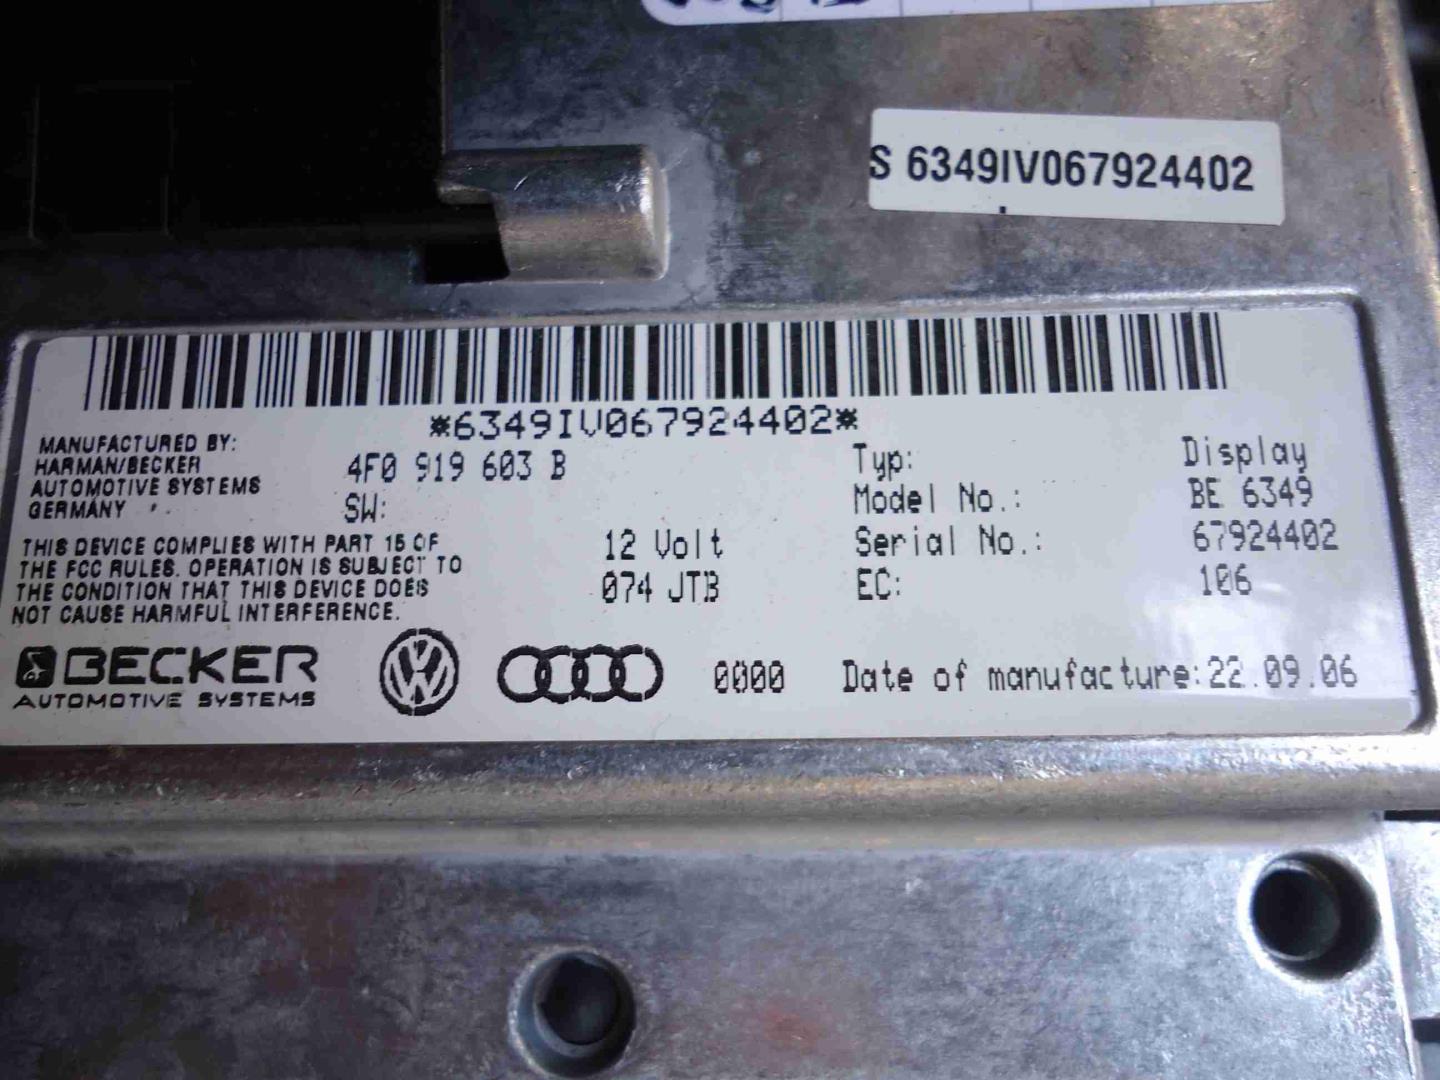 S 6349IV067924402
*6349IV067924402*
MANUFACTURED BY:
HARMAN/BECKER
AUTOMOTIVE SYSTEMS
GERMANY
4F0 919 603 B
SW:
THIS DEVICE COMPLIES WITH PART 15 OF
THE FCC RULES. OPERATION IS SUBJECT TO
THE CONDITION THAT THIS DEVICE DOES
NOT CAUSE HARMFUL INTERFERENCE.
12 Volt
074 JTB
Typ: Display
Model No.: BE 6349
Serial No.: 67924402
EC: 106
BECKER
AUTOMOTIVE SYSTEMS
VW
0000
Date of manufacture:22.09.06